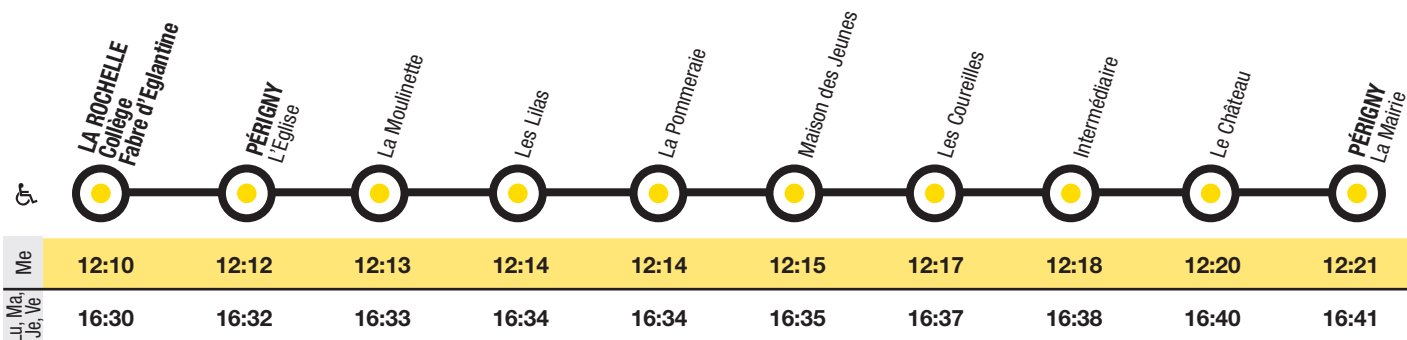 LA ROCHELLE
Collège
Fabre d'Eglantine
PÉRIGNY
L'Eglise
La Moulinette
Les Lilas
La Pommeraie
Maison des Jeunes
Les Coureilles
Intermédiaire
Le Château
PÉRIGNY
La Mairie
Me 12:10 12:12 12:13 12:14 12:14 12:15 12:17 12:18 12:20 12:21
Lu, Ma,
Je, Ve 16:30 16:32 16:33 16:34 16:34 16:35 16:37 16:38 16:40 16:41